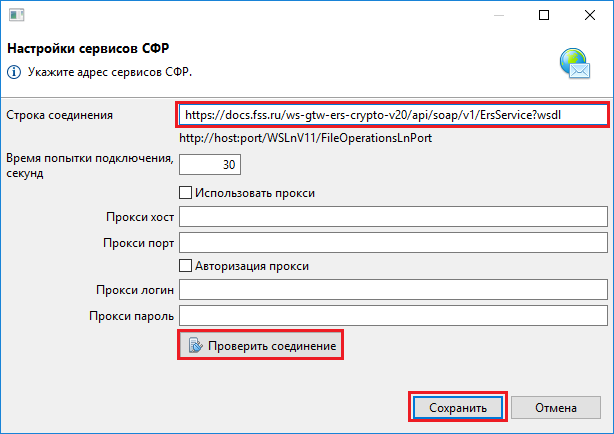 Настройки сервисов СФР
Укажите адрес сервисов СФР.
Строка соединения
https://docs.fss.ru/ws-gtw-ers-crypto-v20/api/soap/v1/ErsService?wsdl
http://host:port/WSLnV11/FileOperationsLnPort
Время попытки подключения,
секунд
30
Использовать прокси
Прокси хост
Прокси порт
Авторизация прокси
Прокси логин
Прокси пароль
Проверить соединение
Сохранить
Отмена